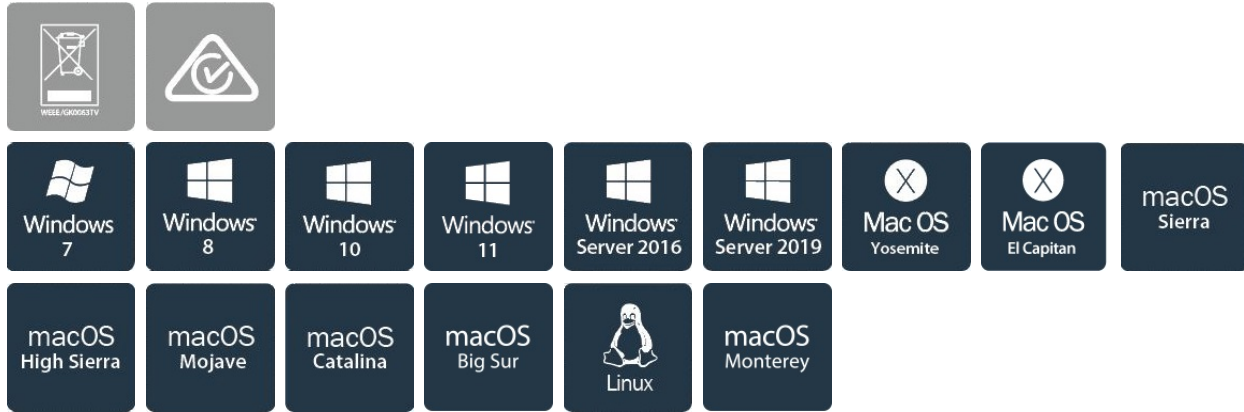 WEEE/GK0063TV
Windows
7
Windows
8
Windows
10
Windows
11
Windows
Server 2016
Windows
Server 2019
X
Mac OS
Yosemite
X
Mac OS
El Capitan
macOS
Sierra
macOS
High Sierra
macOS
Mojave
macOS
Catalina
macOS
Big Sur
Linux
macOS
Monterey